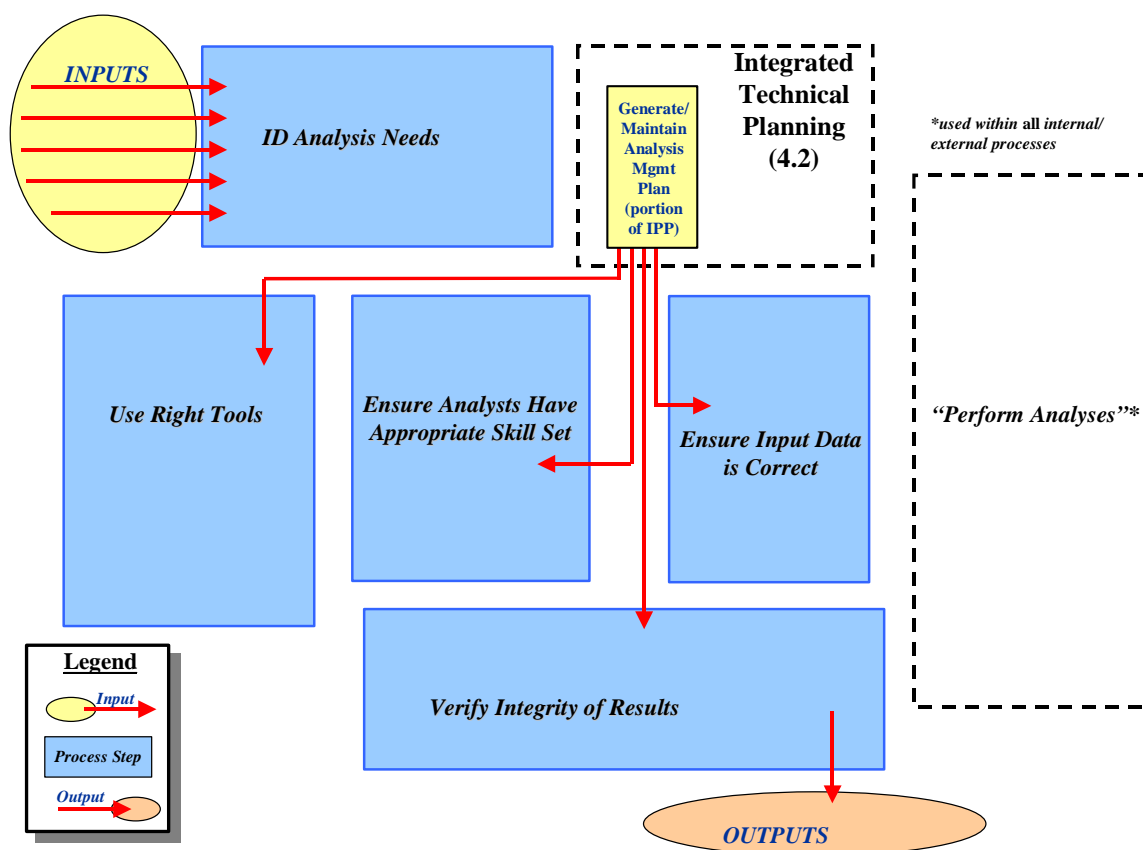 INPUTS
ID Analysis Needs
Generate/
Maintain
Analysis
Mgmt
Plan
(portion
of IPP)
Integrated
Technical
Planning
(4.2)
*used within all internal/
external processes
Use Right Tools
Ensure Analysts Have
Appropriate Skill Set
Ensure Input Data
is Correct
“Perform Analyses”*
Verify Integrity of Results
Legend
Input
Process Step
Output
OUTPUTS